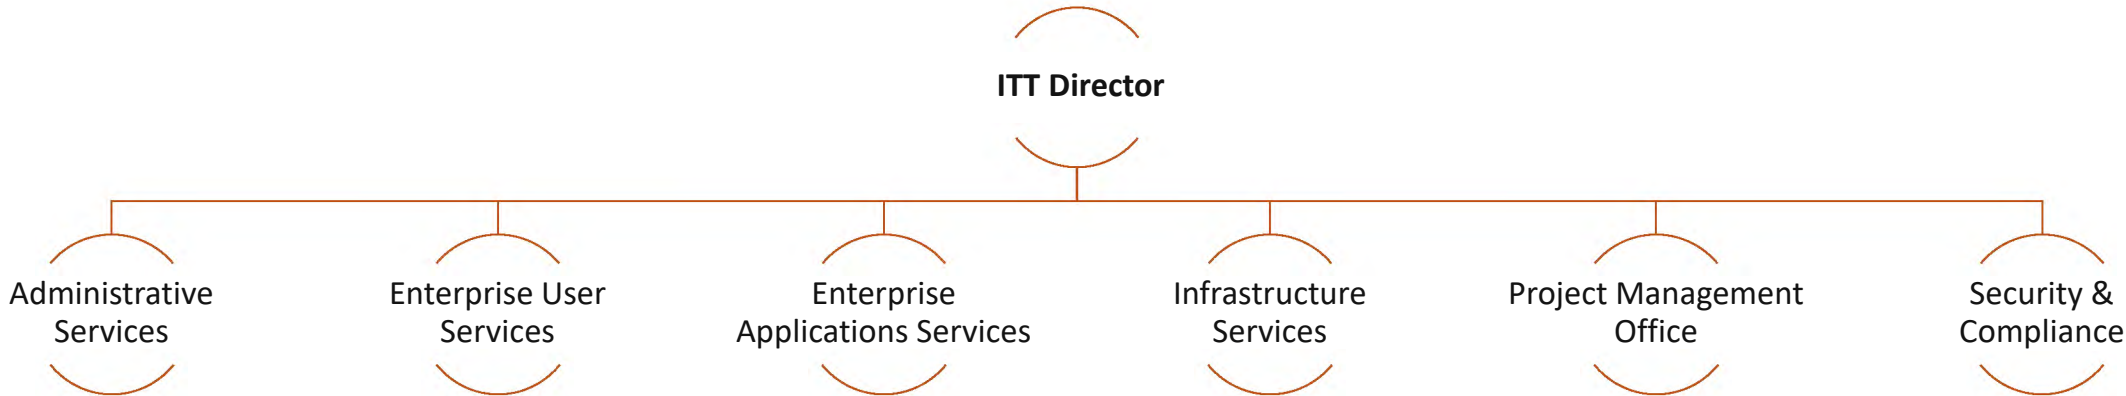 ITT Director
Administrative
Services
Enterprise User
Services
Enterprise
Applications Services
Infrastructure
Services
Project Management
Office
Security &
Compliance